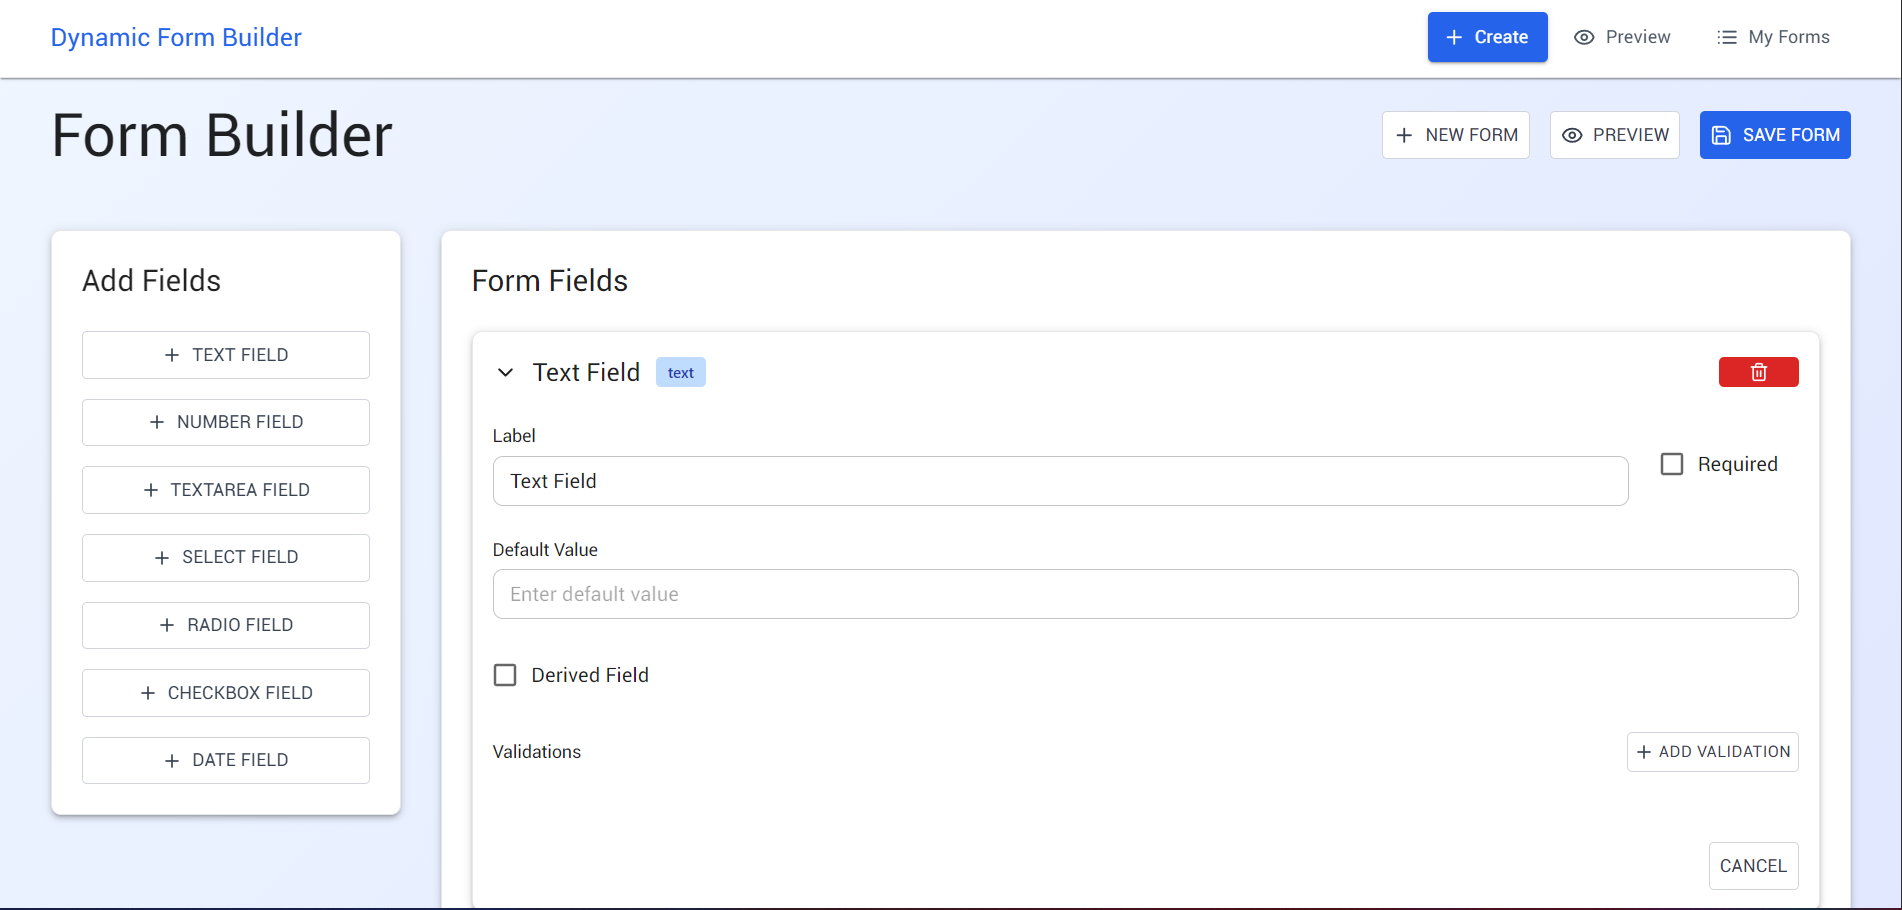 Dynamic Form Builder
Create
Preview
My Forms
Form Builder
NEW FORM
PREVIEW
SAVE FORM
Add Fields
TEXT FIELD
NUMBER FIELD
TEXTAREA FIELD
SELECT FIELD
RADIO FIELD
CHECKBOX FIELD
DATE FIELD
Form Fields
Text Field
text
Label
Text Field
Required
Default Value
Enter default value
Derived Field
Validations
ADD VALIDATION
CANCEL